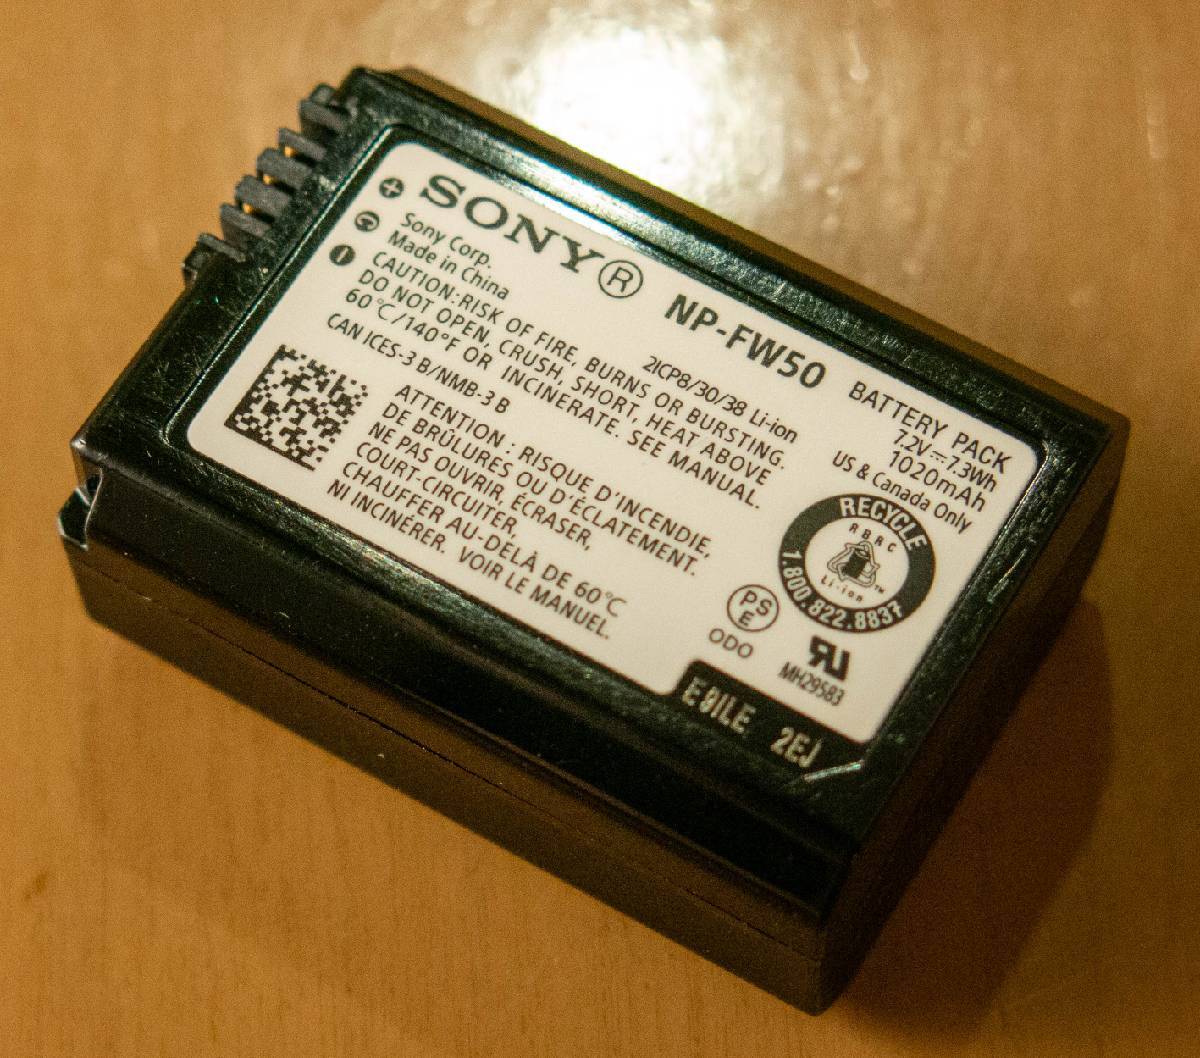 SONY®
NP-FW50
BATTERY PACK
Sony Corp.
Made in China
2ICP8/30/38 Li-ion
7.2V⎓7.3Wh
1020mAh
CAUTION:RISK OF FIRE, BURNS OR BURSTING.
DO NOT OPEN, CRUSH, SHORT, HEAT ABOVE
60°C/140°F OR INCINERATE. SEE MANUAL.
CAN ICES-3 B/NMB-3 B
US & Canada Only
ATTENTION : RISQUE D'INCENDIE,
DE BRÛLURES OU D'ÉCLATEMENT.
NE PAS OUVRIR, ÉCRASER,
COURT-CIRCUITER,
CHAUFFER AU-DELÀ DE 60°C
NI INCINÉRER. VOIR LE MANUEL.
RECYCLE
RBRC
Li-ion™
1.800.822.8837
PS
E
ODO
RU
MH29583
E9ILE 2EJ